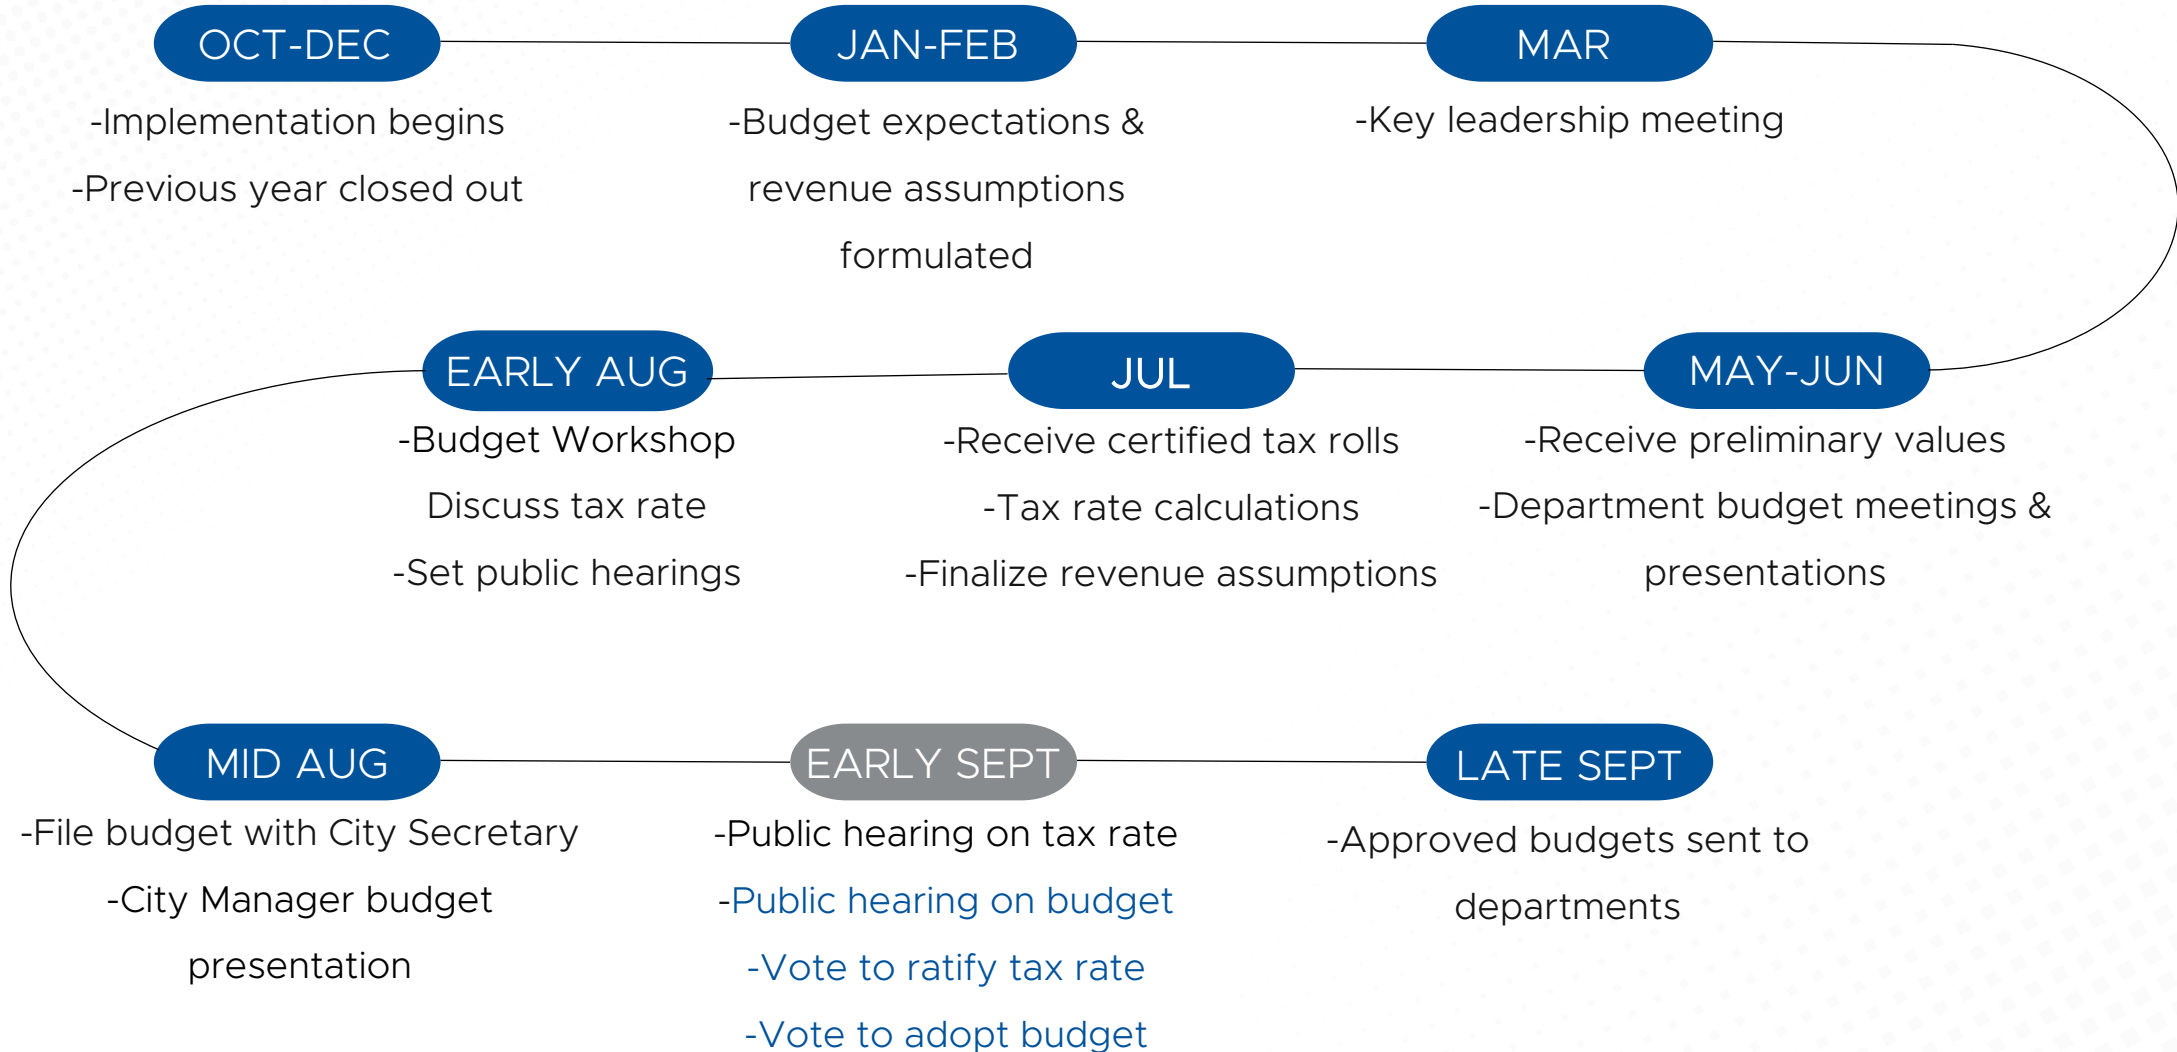 OCT-DEC
-Implementation begins
-Previous year closed out
JAN-FEB
-Budget expectations &
revenue assumptions
formulated
MAR
-Key leadership meeting
MAY-JUN
-Receive preliminary values
-Department budget meetings &
presentations
JUL
-Receive certified tax rolls
-Tax rate calculations
-Finalize revenue assumptions
EARLY AUG
-Budget Workshop
Discuss tax rate
-Set public hearings
MID AUG
-File budget with City Secretary
-City Manager budget
presentation
EARLY SEPT
-Public hearing on tax rate
-Public hearing on budget
-Vote to ratify tax rate
-Vote to adopt budget
LATE SEPT
-Approved budgets sent to
departments